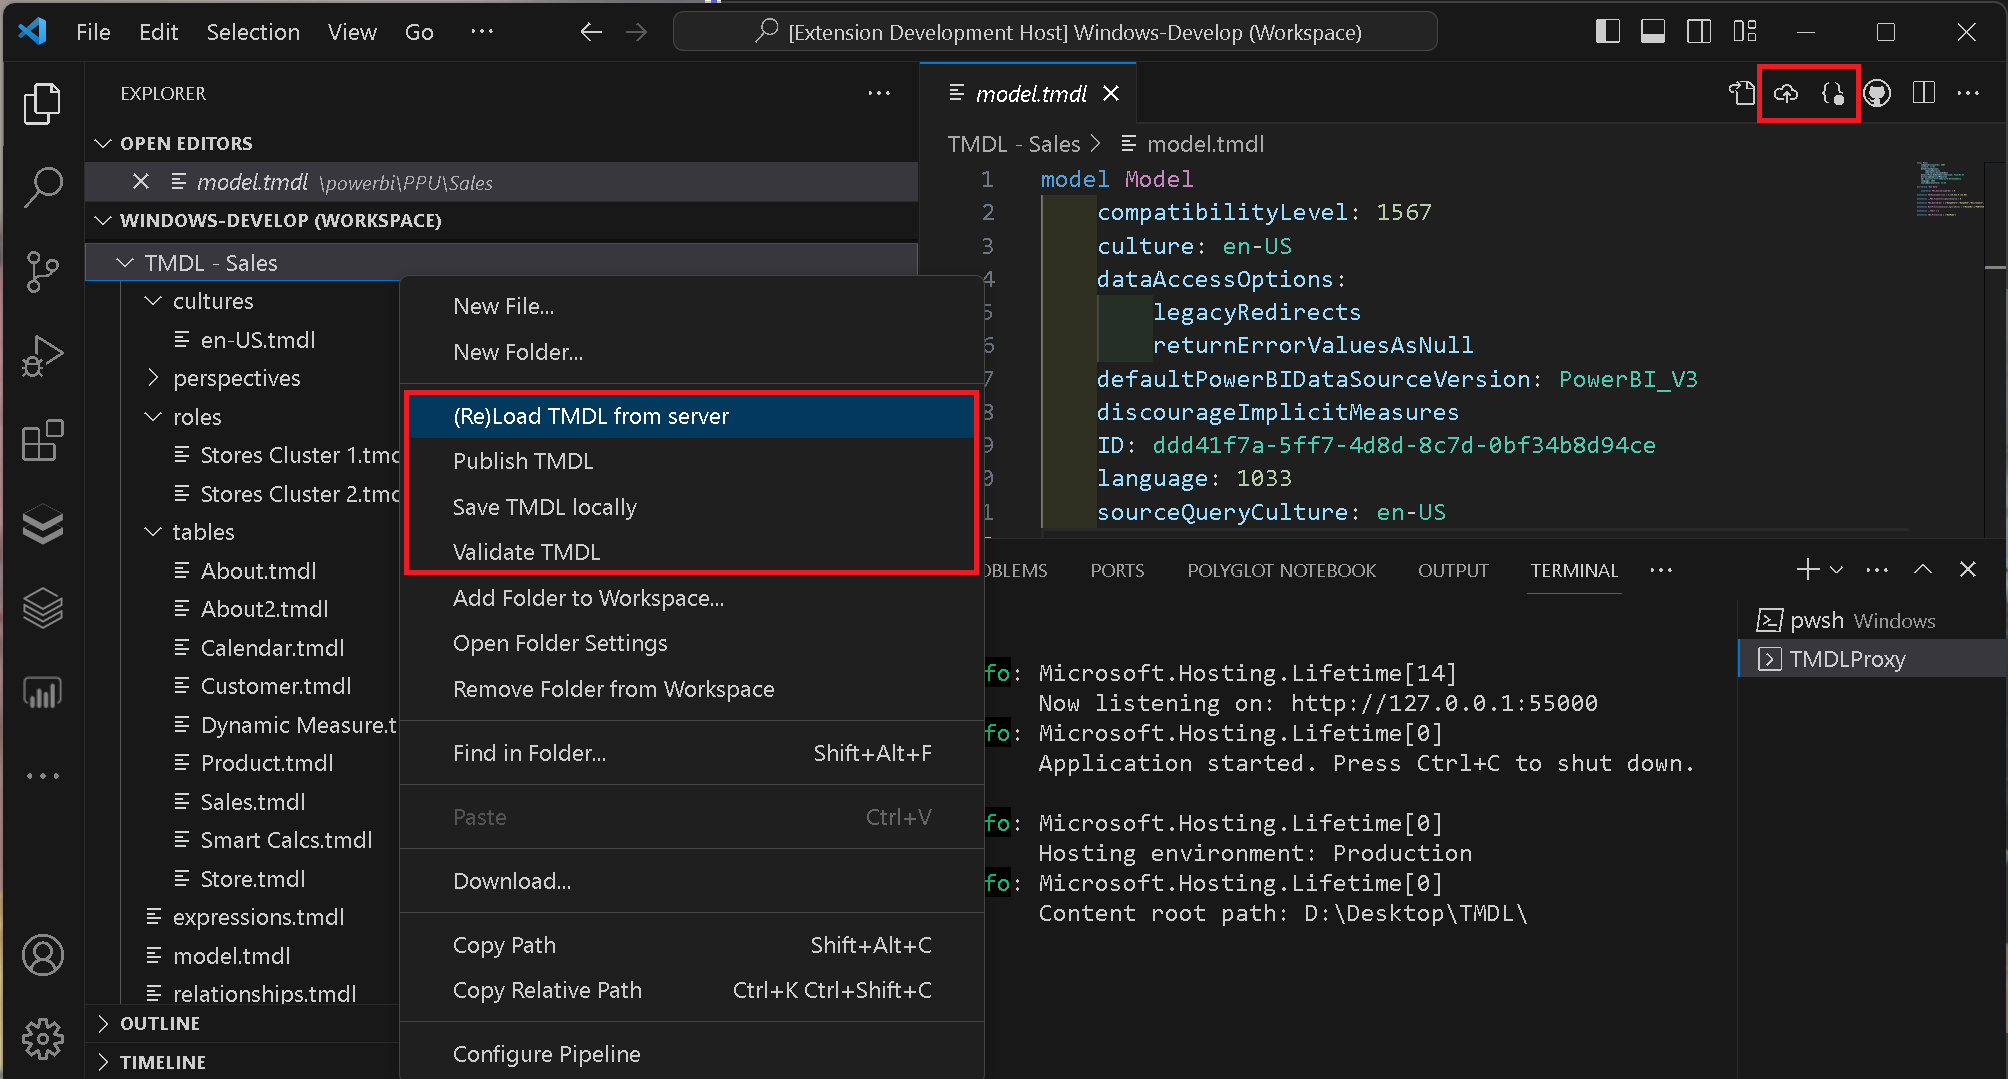 File Edit Selection View Go ···
[Extension Development Host] Windows-Develop (Workspace)
EXPLORER
OPEN EDITORS
model.tmdl \powerbi\PPU\Sales
WINDOWS-DEVELOP (WORKSPACE)
TMDL - Sales
cultures
en-US.tmdl
perspectives
roles
Stores Cluster 1.tmd
Stores Cluster 2.tmd
tables
About.tmdl
About2.tmdl
Calendar.tmdl
Customer.tmdl
Dynamic Measure.t
Product.tmdl
Sales.tmdl
Smart Calcs.tmdl
Store.tmdl
expressions.tmdl
model.tmdl
relationships.tmdl
OUTLINE
TIMELINE
New File...
New Folder...
(Re)Load TMDL from server
Publish TMDL
Save TMDL locally
Validate TMDL
Add Folder to Workspace...
Open Folder Settings
Remove Folder from Workspace
Find in Folder... Shift+Alt+F
Paste Ctrl+V
Download...
Copy Path Shift+Alt+C
Copy Relative Path Ctrl+K Ctrl+Shift+C
Configure Pipeline
model.tmdl
TMDL - Sales > model.tmdl
1 model Model
2 compatibilityLevel: 1567
3 culture: en-US
4 dataAccessOptions:
5 legacyRedirects
6 returnErrorValuesAsNull
7 defaultPowerBIDataSourceVersion: PowerBI_V3
8 discourageImplicitMeasures
9 ID: ddd41f7a-5ff7-4d8d-8c7d-0bf34b8d94ce
0 language: 1033
1 sourceQueryCulture: en-US
OBLEMS PORTS POLYGLOT NOTEBOOK OUTPUT TERMINAL ···
fo: Microsoft.Hosting.Lifetime[14]
Now listening on: http://127.0.0.1:55000
fo: Microsoft.Hosting.Lifetime[0]
Application started. Press Ctrl+C to shut down.
fo: Microsoft.Hosting.Lifetime[0]
Hosting environment: Production
fo: Microsoft.Hosting.Lifetime[0]
Content root path: D:\Desktop\TMDL\
pwsh Windows
TMDLProxy